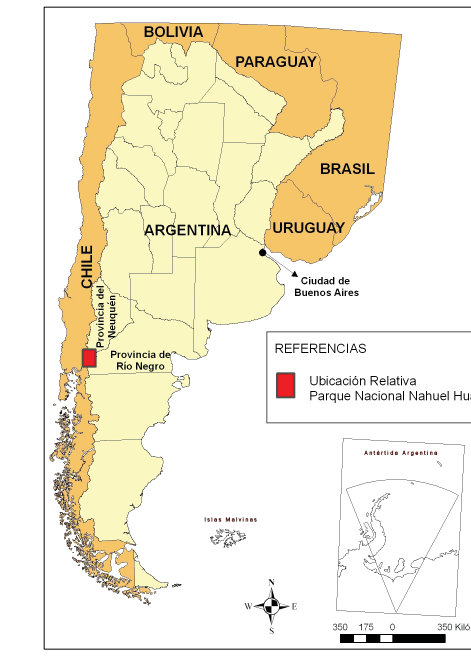 BOLIVIA
PARAGUAY
BRASIL
ARGENTINA
URUGUAY
CHILE
Ciudad de
Buenos Aires
Provincia del
Neuquén
Provincia de
Río Negro
REFERENCIAS
Ubicación Relativa
Parque Nacional Nahuel Hua
Antártida Argentina
Islas Malvinas
N
W E
S
350 175 0 350 Kiló